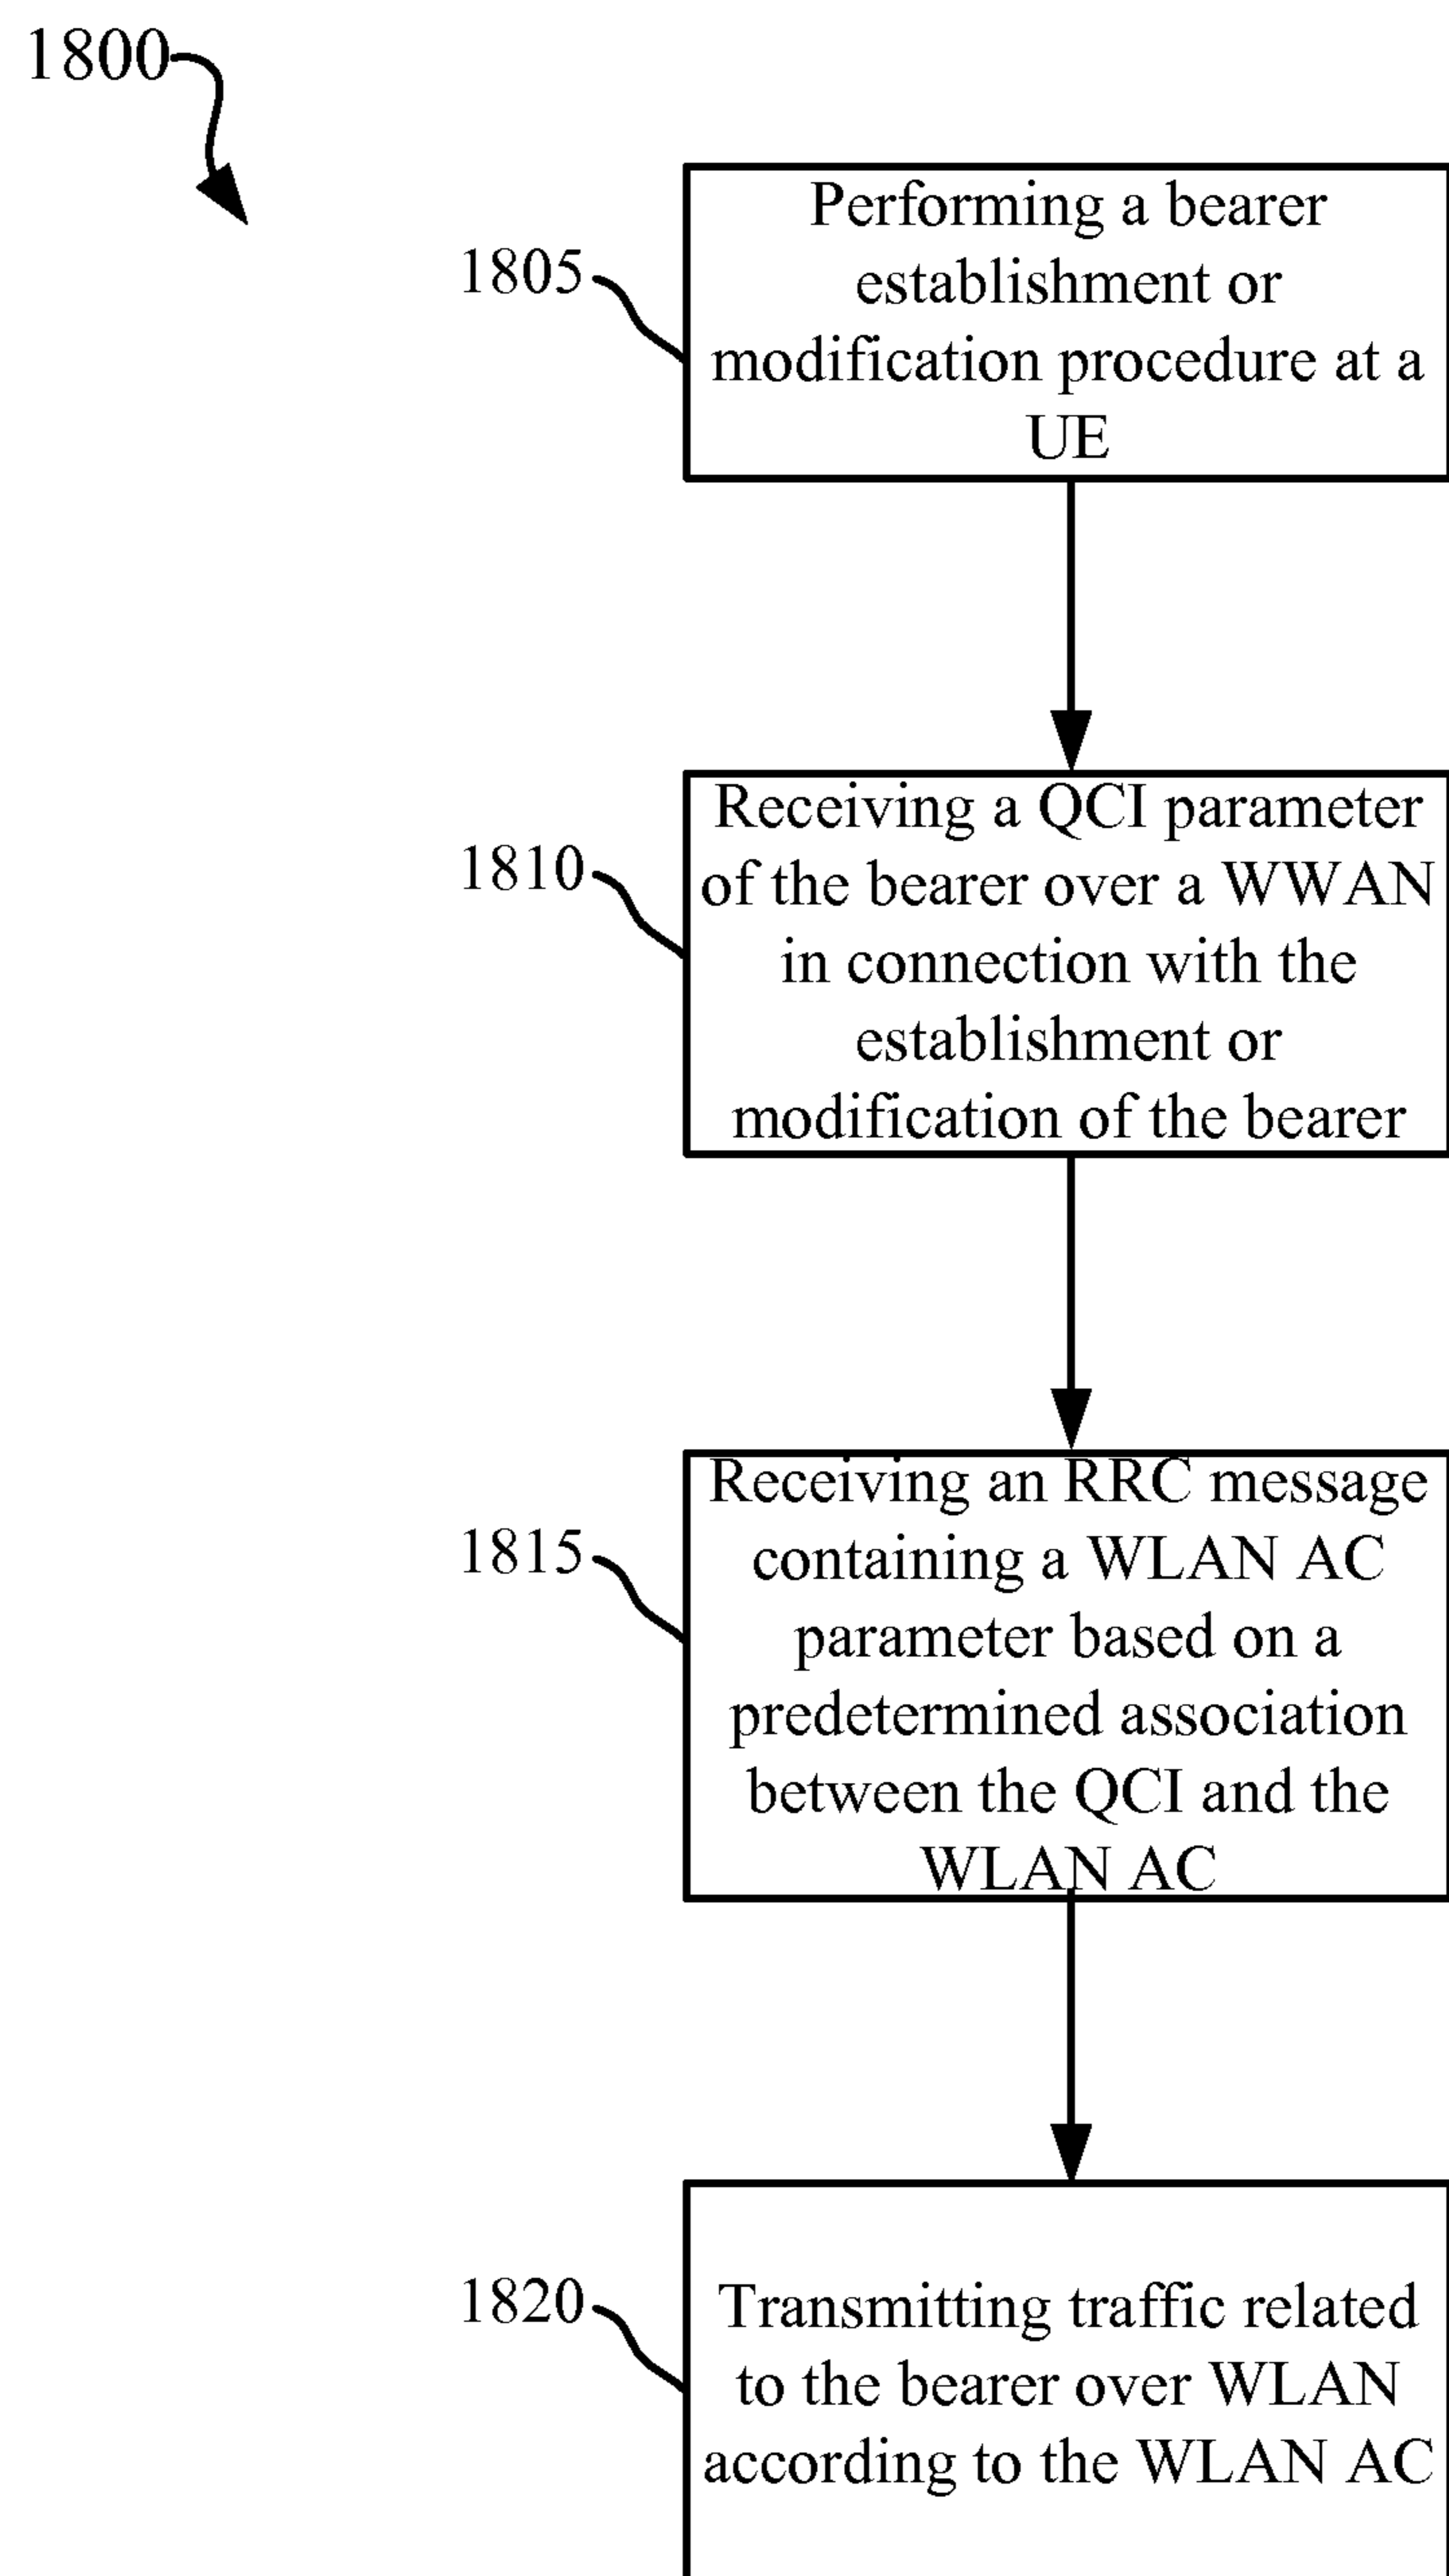 1800
1805
Performing a bearer
establishment or
modification procedure at a
UE
1810
Receiving a QCI parameter
of the bearer over a WWAN
in connection with the
establishment or
modification of the bearer
1815
Receiving an RRC message
containing a WLAN AC
parameter based on a
predetermined association
between the QCI and the
WLAN AC
1820
Transmitting traffic related
to the bearer over WLAN
according to the WLAN AC